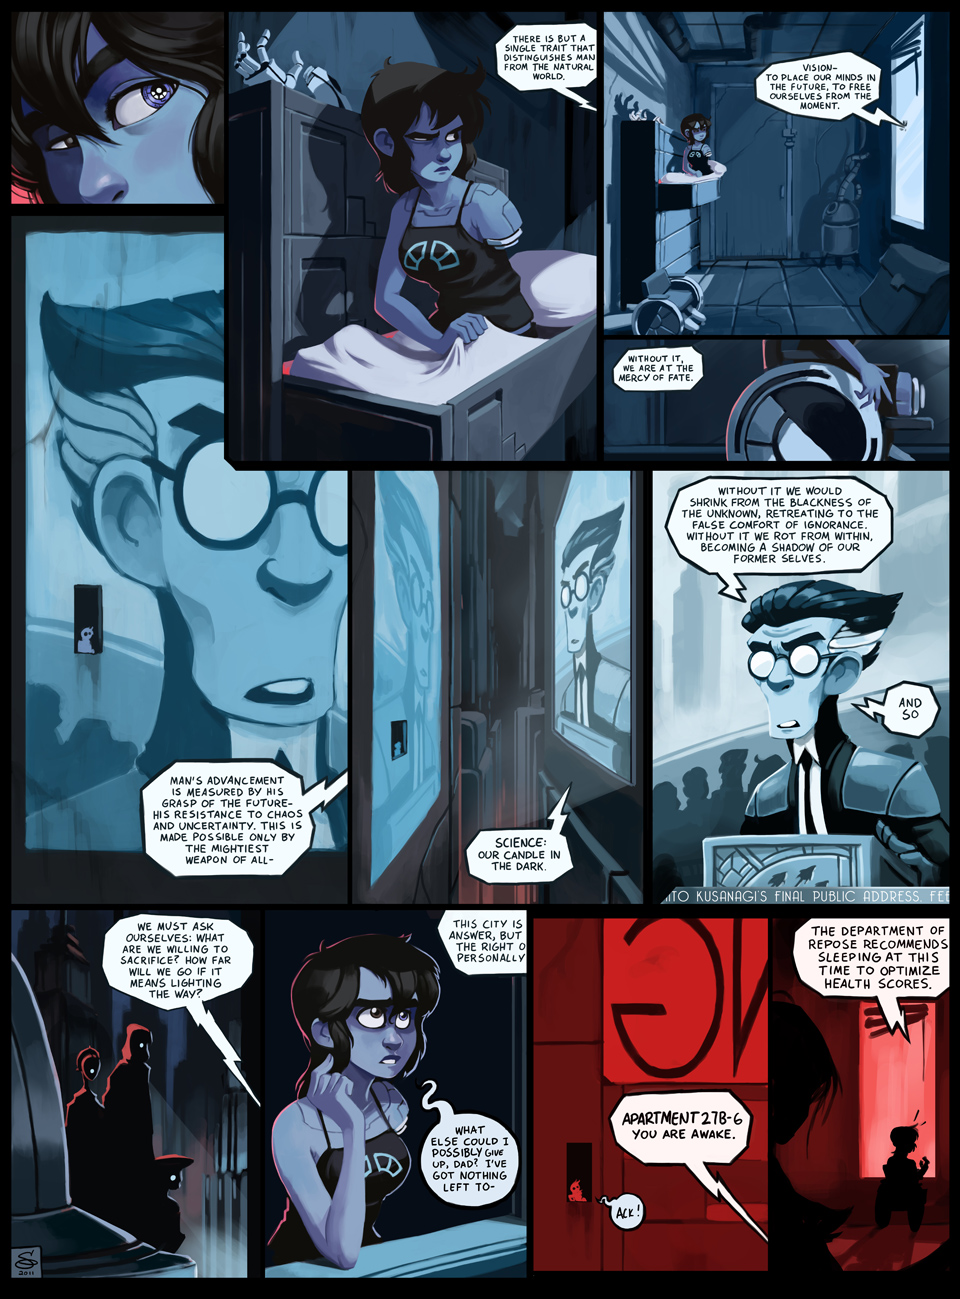 THERE IS BUT A
SINGLE TRAIT THAT
DISTINGUISHES MAN
FROM THE NATURAL
WORLD.
VISION-
TO PLACE OUR MINDS IN
THE FUTURE, TO FREE
OURSELVES FROM THE
MOMENT.
WITHOUT IT,
WE ARE AT THE
MERCY OF FATE.
MAN'S ADVANCEMENT
IS MEASURED BY HIS
GRASP OF THE FUTURE-
HIS RESISTANCE TO CHAOS
AND UNCERTAINTY. THIS IS
MADE POSSIBLE ONLY BY
THE MIGHTIEST
WEAPON OF ALL-
SCIENCE:
OUR CANDLE IN
THE DARK.
WITHOUT IT WE WOULD
SHRINK FROM THE BLACKNESS OF
THE UNKNOWN, RETREATING TO THE
FALSE COMFORT OF IGNORANCE.
WITHOUT IT WE ROT FROM WITHIN,
BECOMING A SHADOW OF OUR
FORMER SELVES.
AND
SO
ATO KUSANAGI'S FINAL PUBLIC ADDRESS. FEB
WE MUST ASK
OURSELVES: WHAT
ARE WE WILLING TO
SACRIFICE? HOW FAR
WILL WE GO IF IT
MEANS LIGHTING
THE WAY?
THIS CITY IS
ANSWER, BUT
THE RIGHT O
PERSONALLY
WHAT
ELSE COULD I
POSSIBLY GIVE
UP, DAD? I'VE
GOT NOTHING
LEFT TO-
APARTMENT 27B-6
YOU ARE AWAKE.
ACK!
THE DEPARTMENT OF
REPOSE RECOMMENDS
SLEEPING AT THIS
TIME TO OPTIMIZE
HEALTH SCORES.
2011